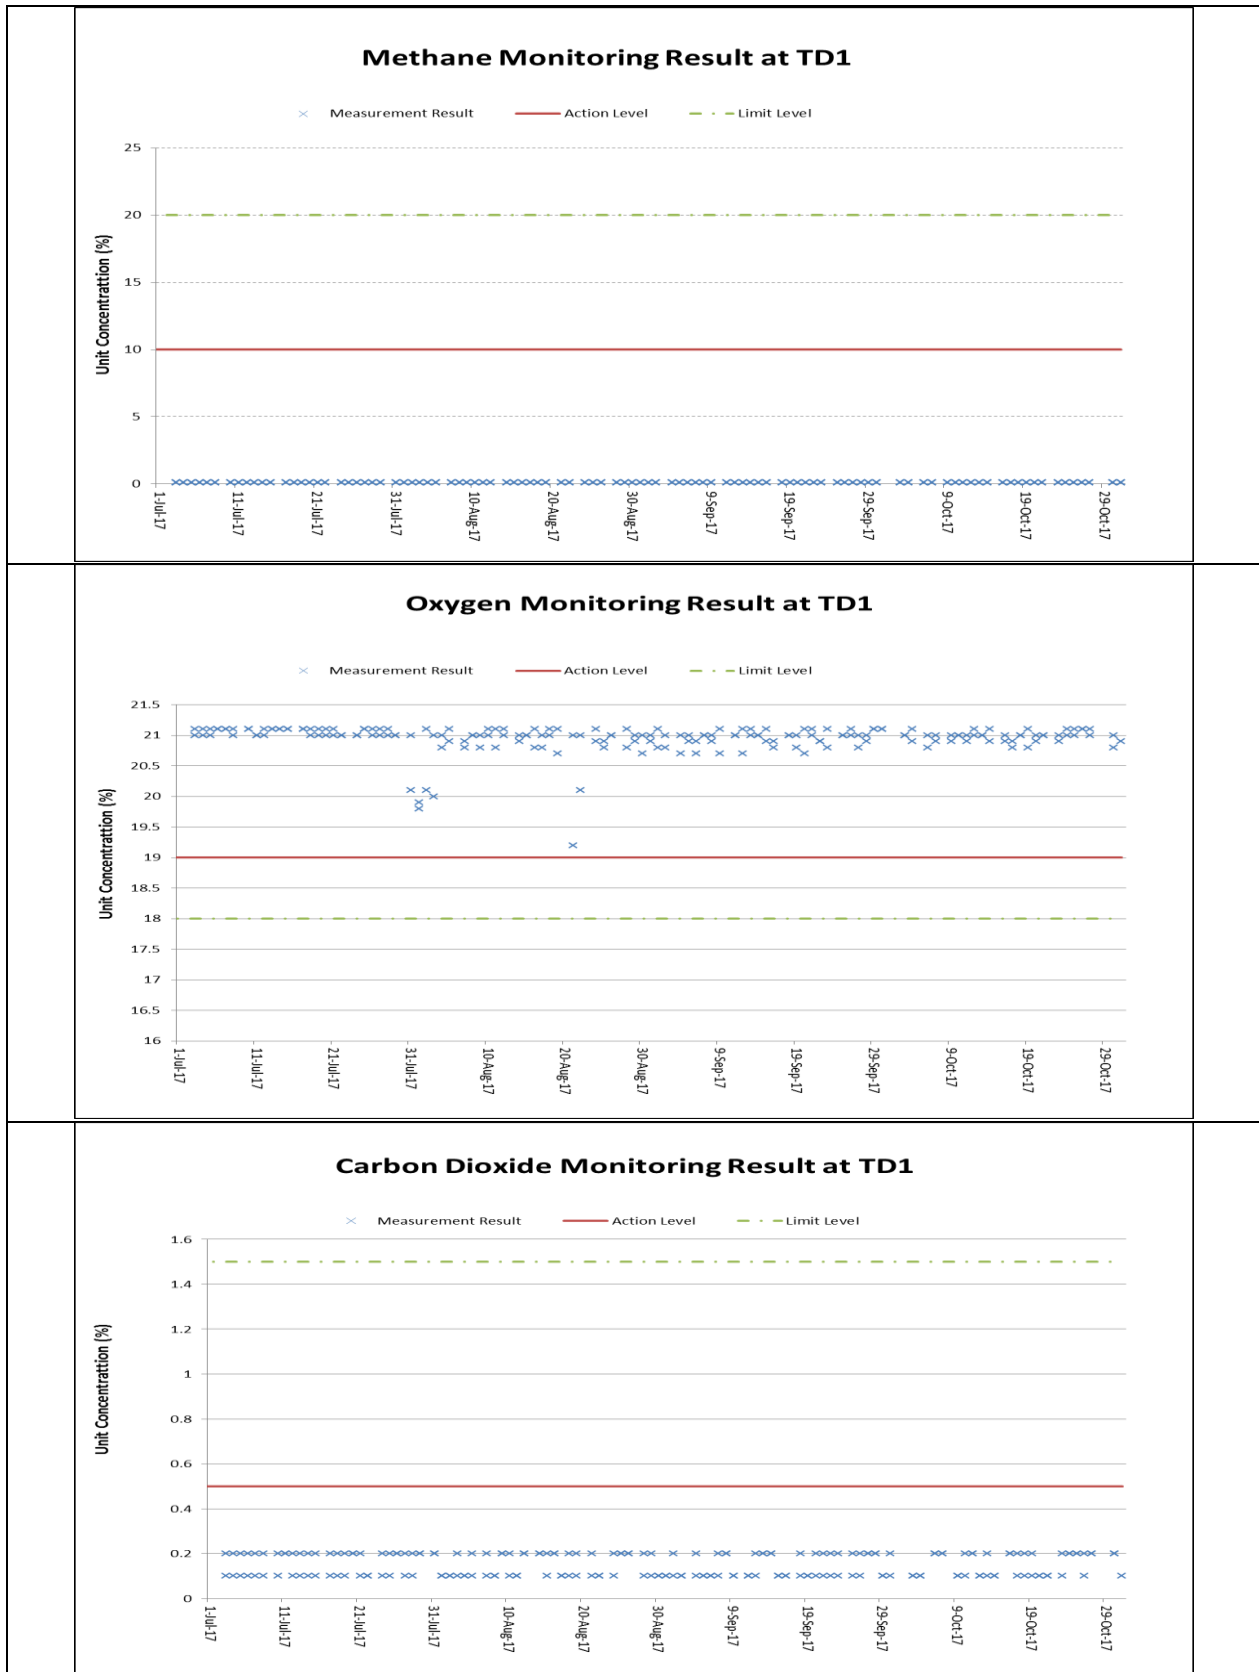 Methane Monitoring Result at TD1
Measurement Result Action Level Limit Level
Unit Concentrattion (%)
25
20
15
10
5
0
1-Jul-17 11-Jul-17 21-Jul-17 31-Jul-17 10-Aug-17 20-Aug-17 30-Aug-17 9-Sep-17 19-Sep-17 29-Sep-17 9-Oct-17 19-Oct-17 29-Oct-17
Oxygen Monitoring Result at TD1
Measurement Result Action Level Limit Level
Unit Concentrattion (%)
21.5
21
20.5
20
19.5
19
18.5
18
17.5
17
16.5
16
1-Jul-17 11-Jul-17 21-Jul-17 31-Jul-17 10-Aug-17 20-Aug-17 30-Aug-17 9-Sep-17 19-Sep-17 29-Sep-17 9-Oct-17 19-Oct-17 29-Oct-17
Carbon Dioxide Monitoring Result at TD1
Measurement Result Action Level Limit Level
Unit Concentrattion (%)
1.6
1.4
1.2
1
0.8
0.6
0.4
0.2
0
1-Jul-17 11-Jul-17 21-Jul-17 31-Jul-17 10-Aug-17 20-Aug-17 30-Aug-17 9-Sep-17 19-Sep-17 29-Sep-17 9-Oct-17 19-Oct-17 29-Oct-17